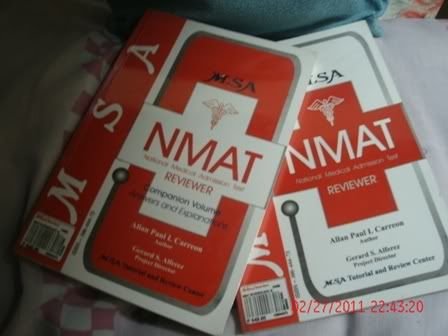 M S A
MSA
NMAT
National Medical Admission Test
REVIEWER
Companion Volume
Answers and Explanations
Allan Paul L Carreon
Author
Gerard S. Alferez
Project Director
MSA Tutorial and Review Center
MSA
NMAT
National Medical Admission Test
REVIEWER
Allan Paul L Carreon
Author
Gerard S. Alferez
Project Director
MSA Tutorial and Review Center
02/27/2011 22:43:20